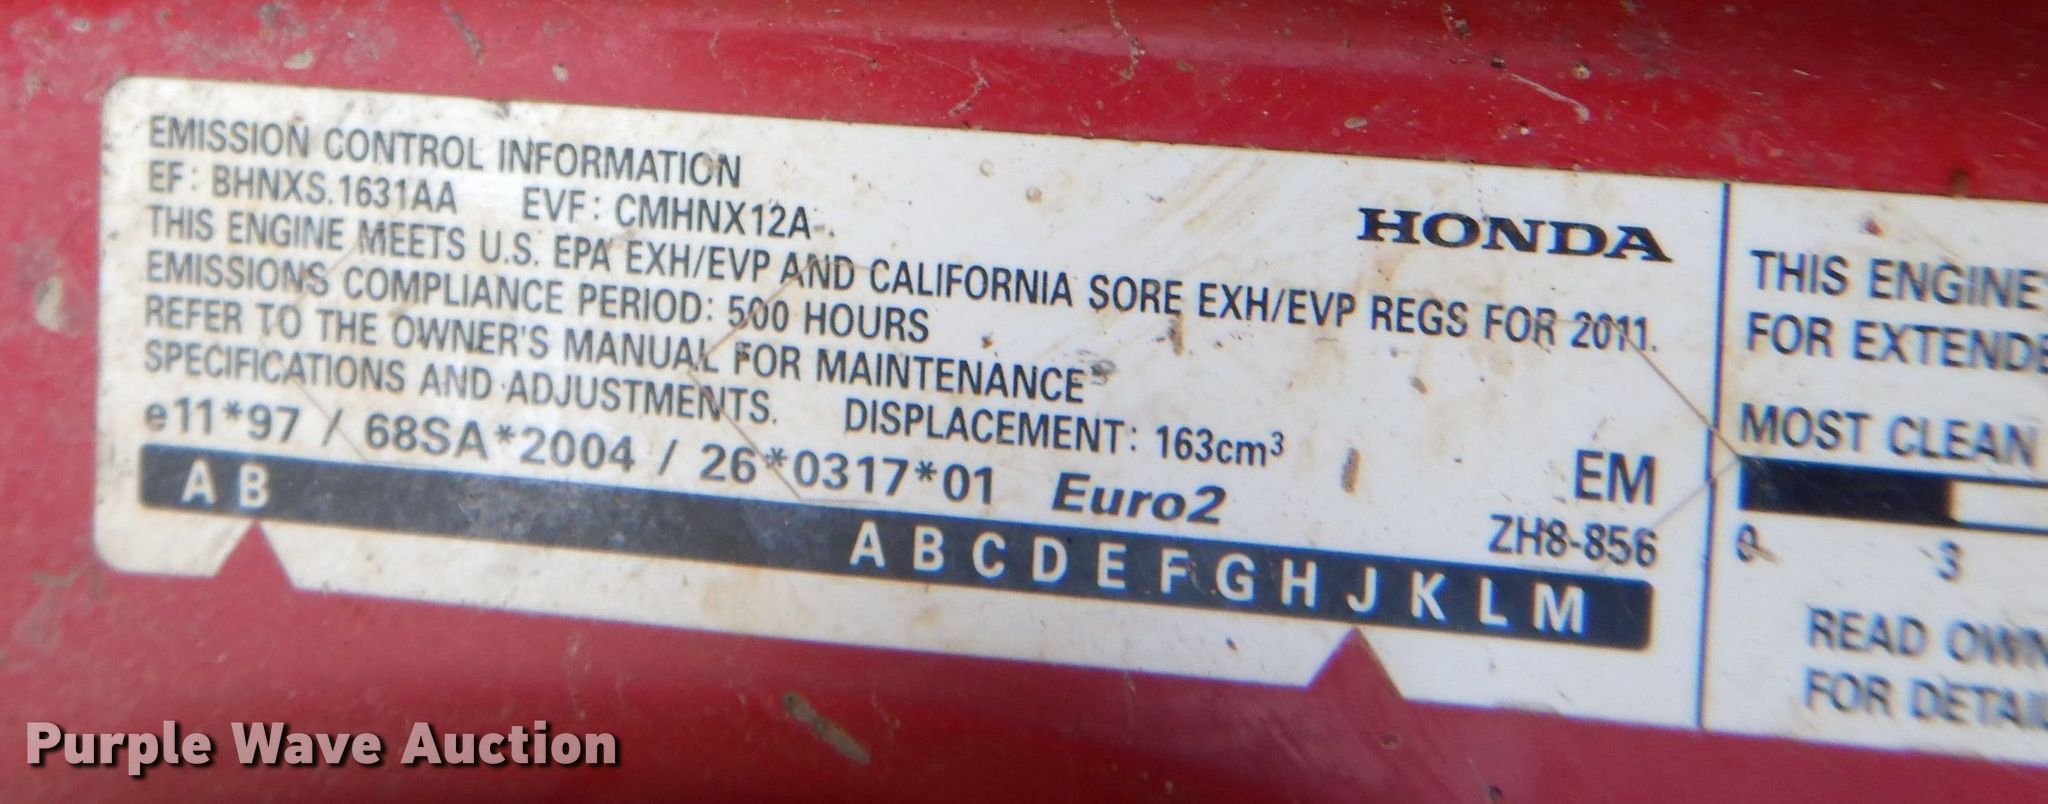 EMISSION CONTROL INFORMATION
EF: BHNXS.1631AA EVF: CMHNX12A-.
THIS ENGINE MEETS U.S. EPA EXH/EVP AND CALIFORNIA SORE EXH/EVP REGS FOR 2011.
EMISSIONS COMPLIANCE PERIOD: 500 HOURS
REFER TO THE OWNER'S MANUAL FOR MAINTENANCE
SPECIFICATIONS AND ADJUSTMENTS. DISPLACEMENT: 163cm³
e11*97 / 68SA*2004 / 26*0317*01 Euro2
HONDA
EM
ZH8-856
A B
A B C D E F G H J K L M
THIS ENGINE
FOR EXTENDE
MOST CLEAN
0 3
READ OWN
FOR DETAIL
Purple Wave Auction